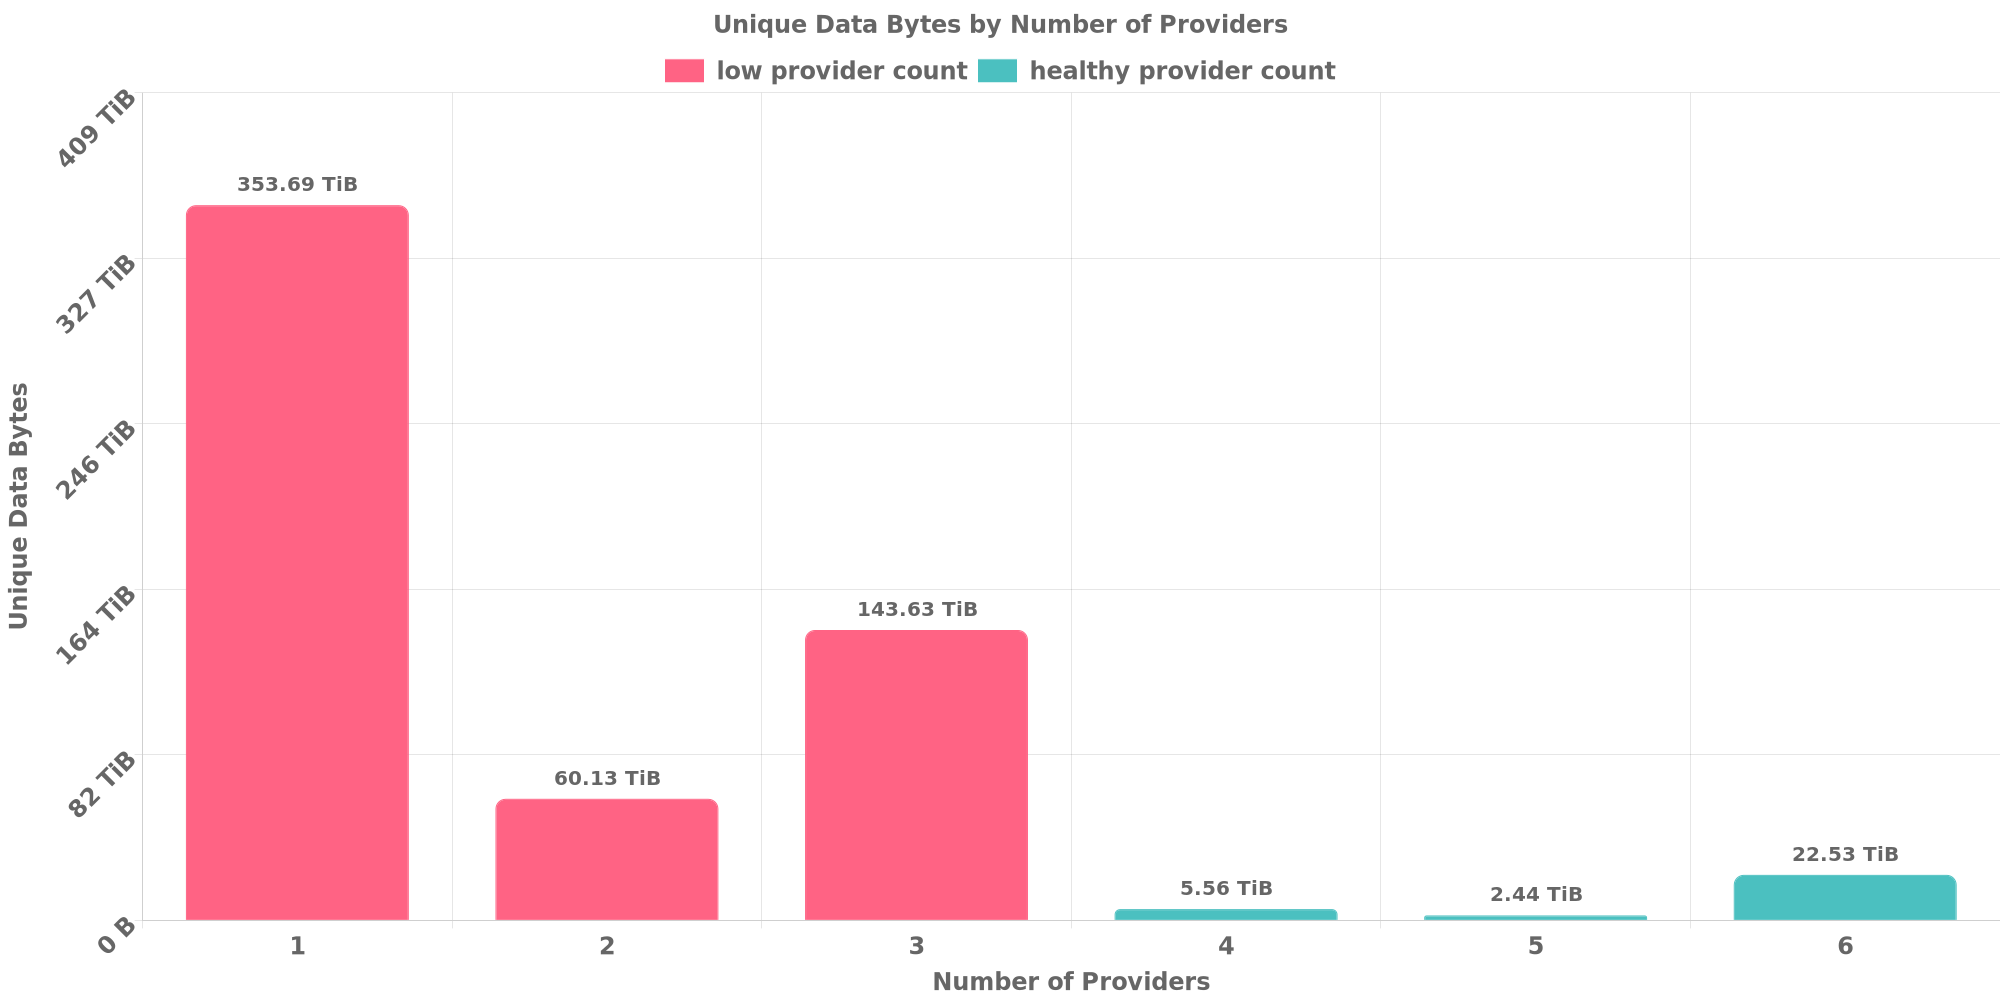 Unique Data Bytes by Number of Providers
low provider count
healthy provider count
Unique Data Bytes
409 TiB
327 TiB
246 TiB
164 TiB
82 TiB
0 B
353.69 TiB
60.13 TiB
143.63 TiB
5.56 TiB
2.44 TiB
22.53 TiB
1 2 3 4 5 6
Number of Providers